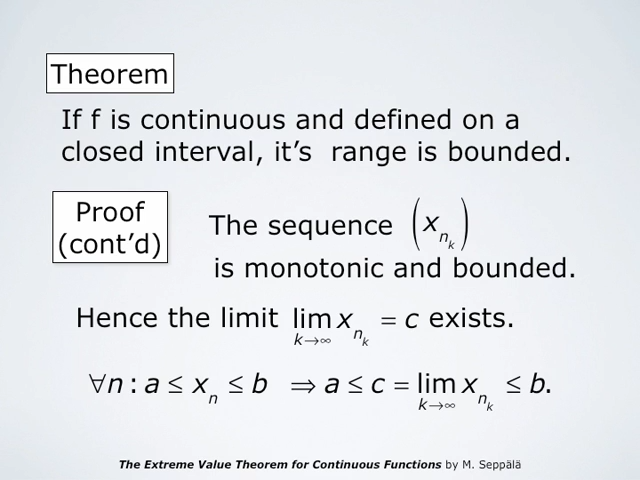 Theorem
If f is continuous and defined on a
closed interval, it’s range is bounded.
Proof
(cont’d)
The sequence (x_{n_k})
is monotonic and bounded.
Hence the limit lim_{k→∞} x_{n_k} = c exists.
∀n : a ≤ x_n ≤ b ⇒ a ≤ c = lim_{k→∞} x_{n_k} ≤ b.
The Extreme Value Theorem for Continuous Functions by M. Seppälä